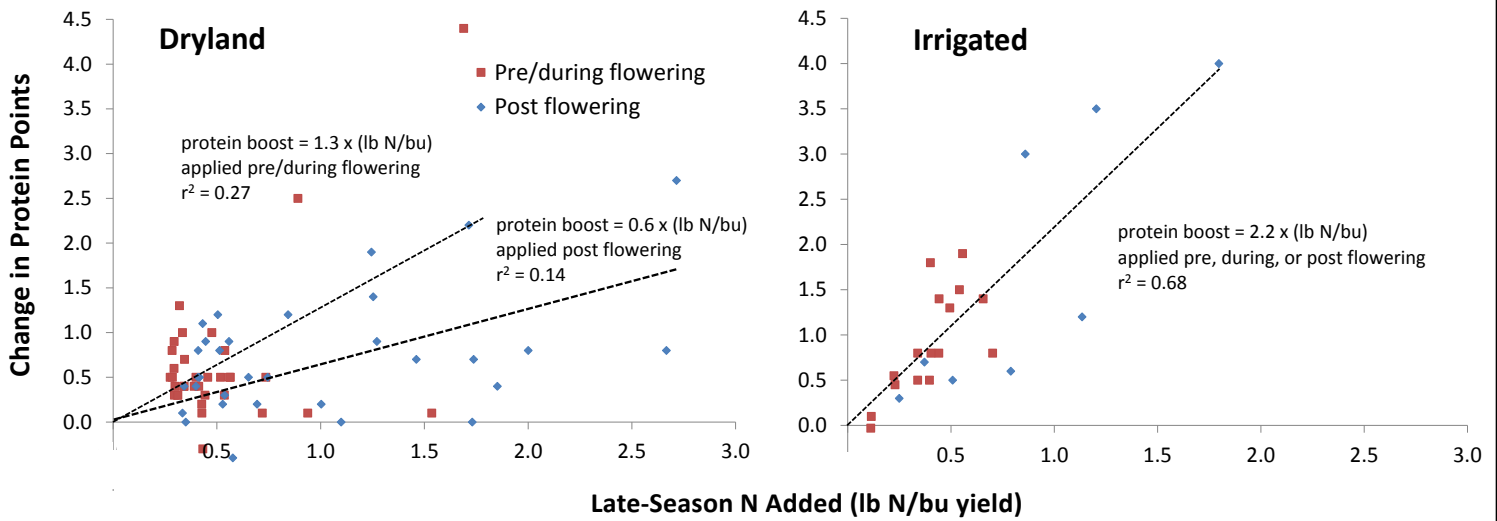 Change in Protein Points
Dryland
4.5
4.0
3.5
3.0
2.5
2.0
1.5
1.0
0.5
0.0
Pre/during flowering
Post flowering
protein boost = 1.3 x (lb N/bu)
applied pre/during flowering
r² = 0.27
protein boost = 0.6 x (lb N/bu)
applied post flowering
r² = 0.14
0.5 1.0 1.5 2.0 2.5 3.0
Irrigated
4.5
4.0
3.5
3.0
2.5
2.0
1.5
1.0
0.5
0.0
protein boost = 2.2 x (lb N/bu)
applied pre, during, or post flowering
r² = 0.68
0.5 1.0 1.5 2.0 2.5 3.0
Late-Season N Added (lb N/bu yield)